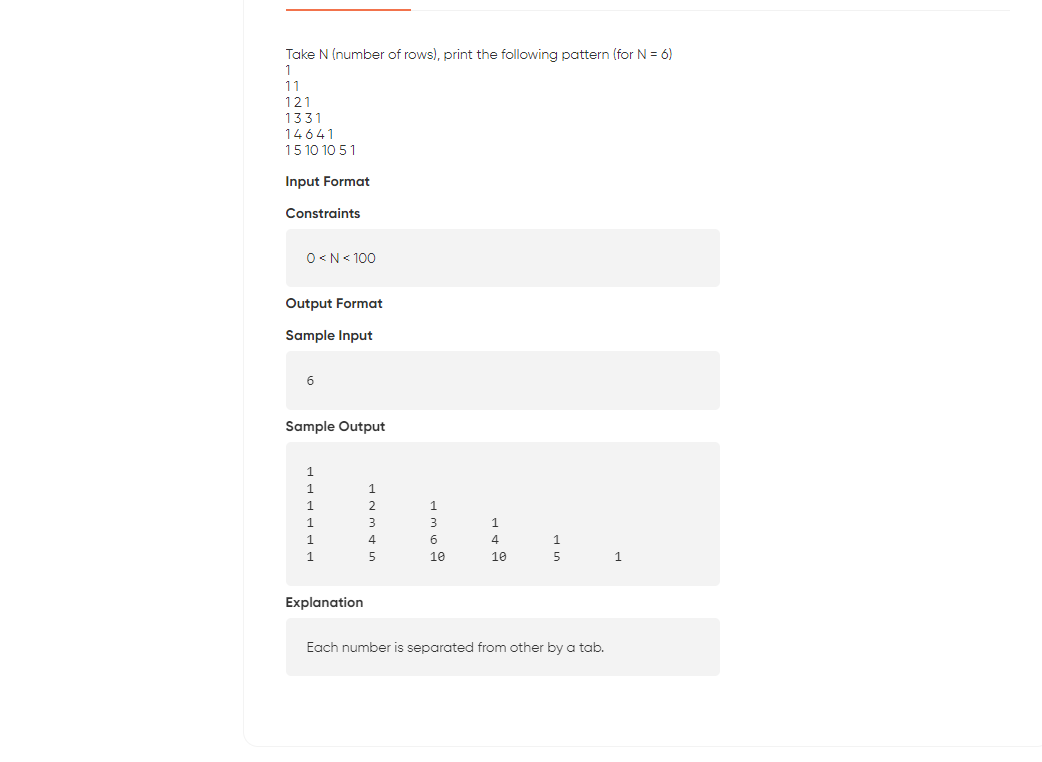 Take N (number of rows), print the following pattern (for N = 6)
1
1 1
1 2 1
1 3 3 1
1 4 6 4 1
1 5 10 10 5 1
Input Format
Constraints
0 < N < 100
Output Format
Sample Input
6
Sample Output
1
1	1
1	2	1
1	3	3	1
1	4	6	4	1
1	5	10	10	5	1
Explanation
Each number is separated from other by a tab.